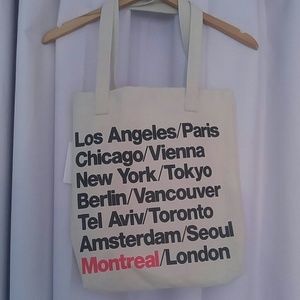 Los Angeles/Paris
Chicago/Vienna
New York/Tokyo
Berlin/Vancouver
Tel Aviv/Toronto
Amsterdam/Seoul
Montreal/London